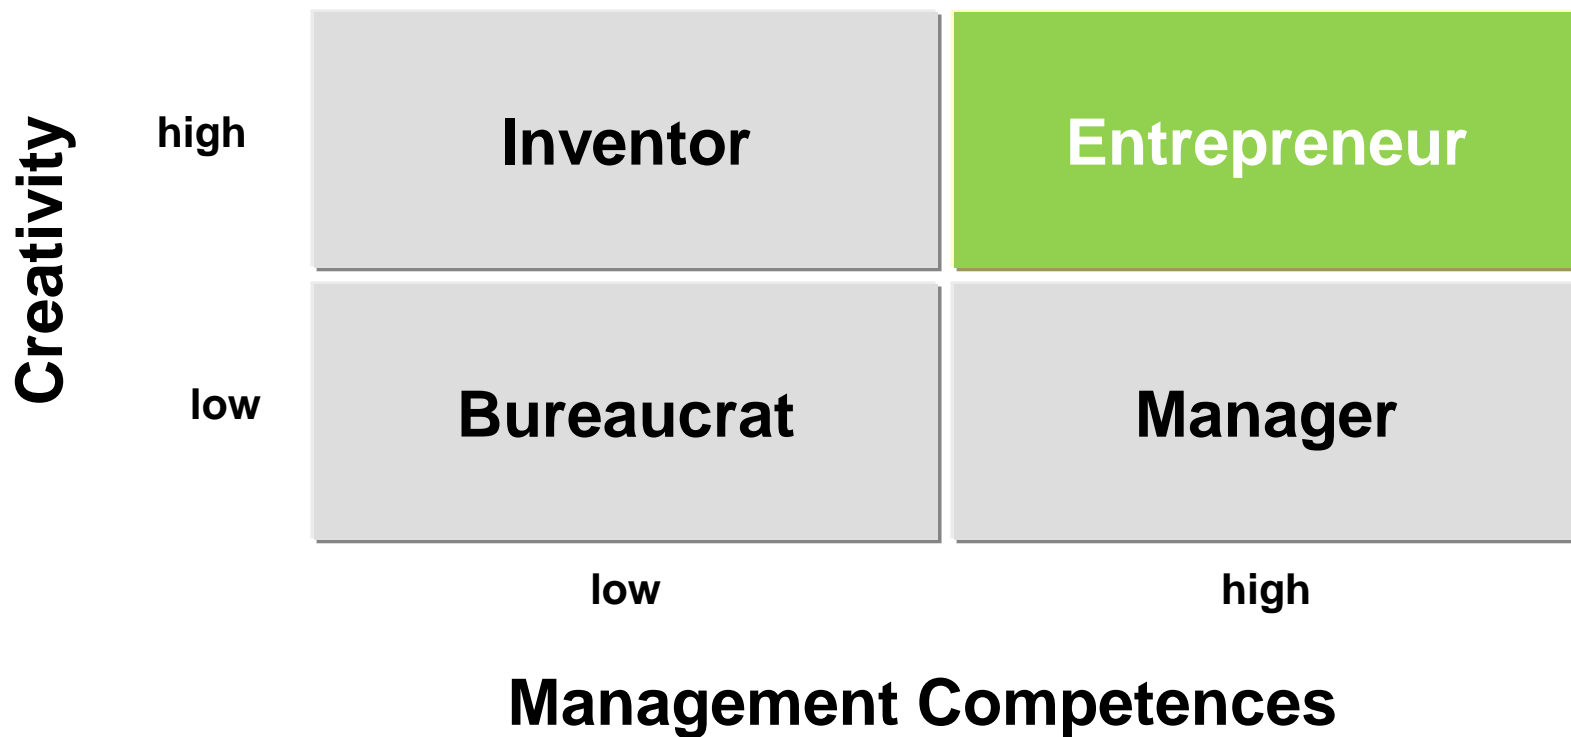 Creativity
high
Inventor
Entrepreneur
low
Bureaucrat
Manager
low
high
Management Competences